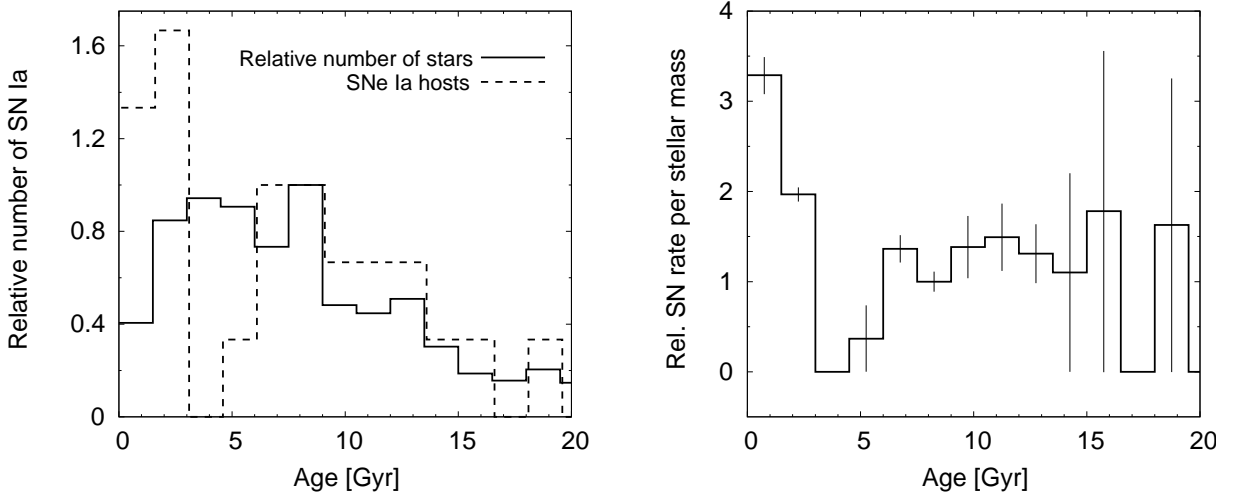 Relative number of SN Ia
1.6
1.2
0.8
0.4
0
Relative number of stars
SNe Ia hosts
0 5 10 15 20
Age [Gyr]
Rel. SN rate per stellar mass
4
3
2
1
0
0 5 10 15 20
Age [Gyr]